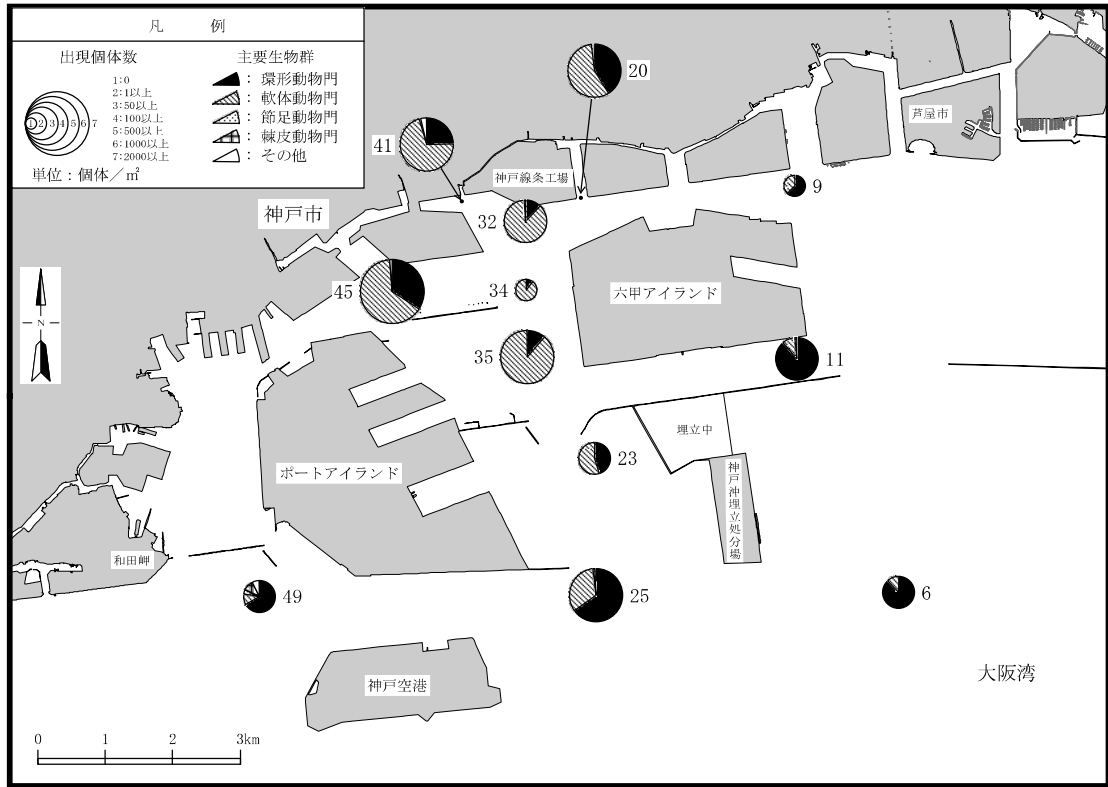 凡 例
出現個体数
1:0
2:1以上
3:50以上
4:100以上
5:500以上
6:1000以上
7:2000以上
1 2 3 4 5 6 7
単位:個体/㎡
主要生物群
:環形動物門
:軟体動物門
:節足動物門
:棘皮動物門
:その他
20
41
芦屋市
神戸線条工場
9
神戸市
32
45
34
六甲アイランド
N
35
11
埋立中
23
ポートアイランド
神戸沖埋立処分場
和田岬
49
25
6
大阪湾
神戸空港
0 1 2 3km